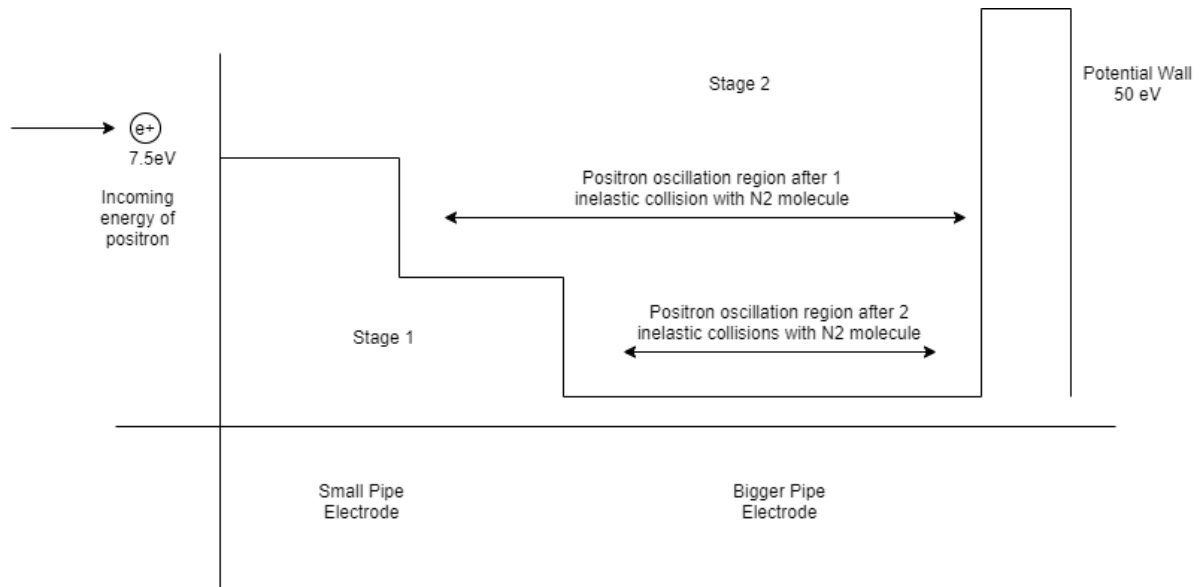 Stage 2
Potential Wall
50 eV
e+
7.5eV
Incoming
energy of
positron
Positron oscillation region after 1
inelastic collision with N2 molecule
Positron oscillation region after 2
inelastic collisions with N2 molecule
Stage 1
Small Pipe
Electrode
Bigger Pipe
Electrode